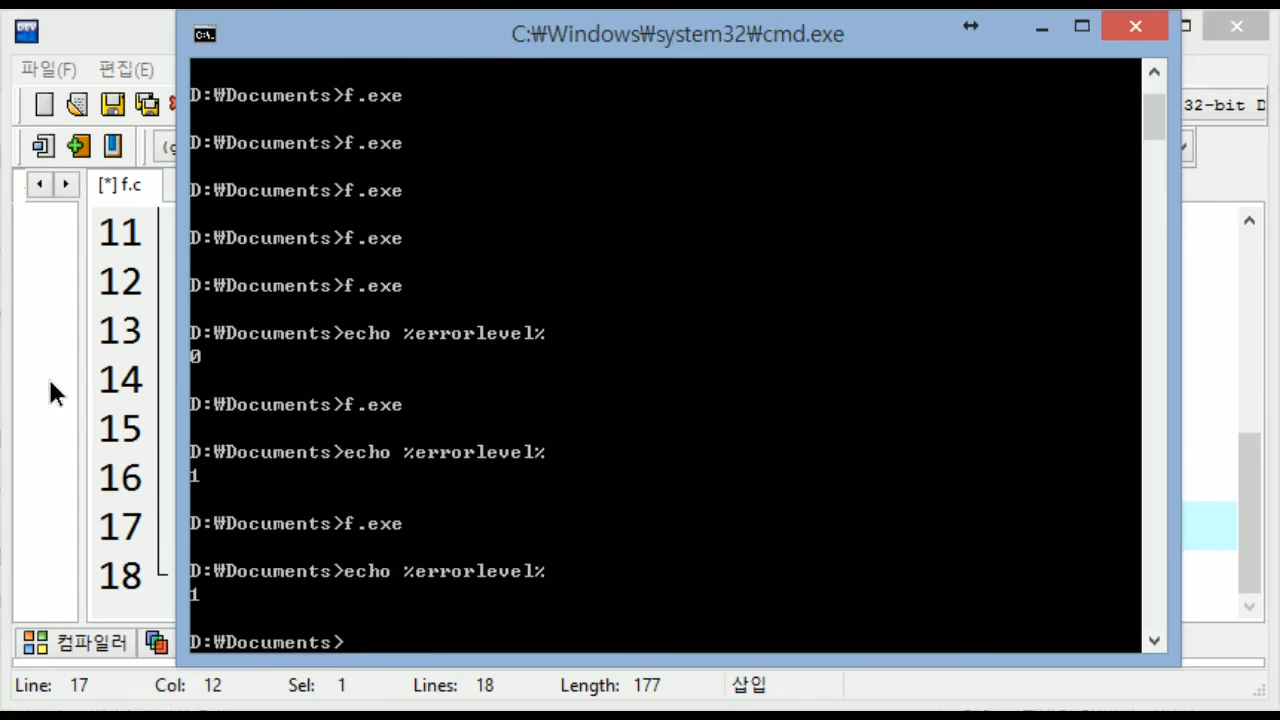 DEV
C:\. C:₩Windows₩system32₩cmd.exe
파일(F) 편집(E)
32-bit D
(g
[*] f.c
11
12
13
14
15
16
17
18
D:₩Documents>f.exe
D:₩Documents>f.exe
D:₩Documents>f.exe
D:₩Documents>f.exe
D:₩Documents>f.exe
D:₩Documents>echo %errorlevel%
0
D:₩Documents>f.exe
D:₩Documents>echo %errorlevel%
1
D:₩Documents>f.exe
D:₩Documents>echo %errorlevel%
1
D:₩Documents>
컴파일러
Line: 17 Col: 12 Sel: 1 Lines: 18 Length: 177 삽입